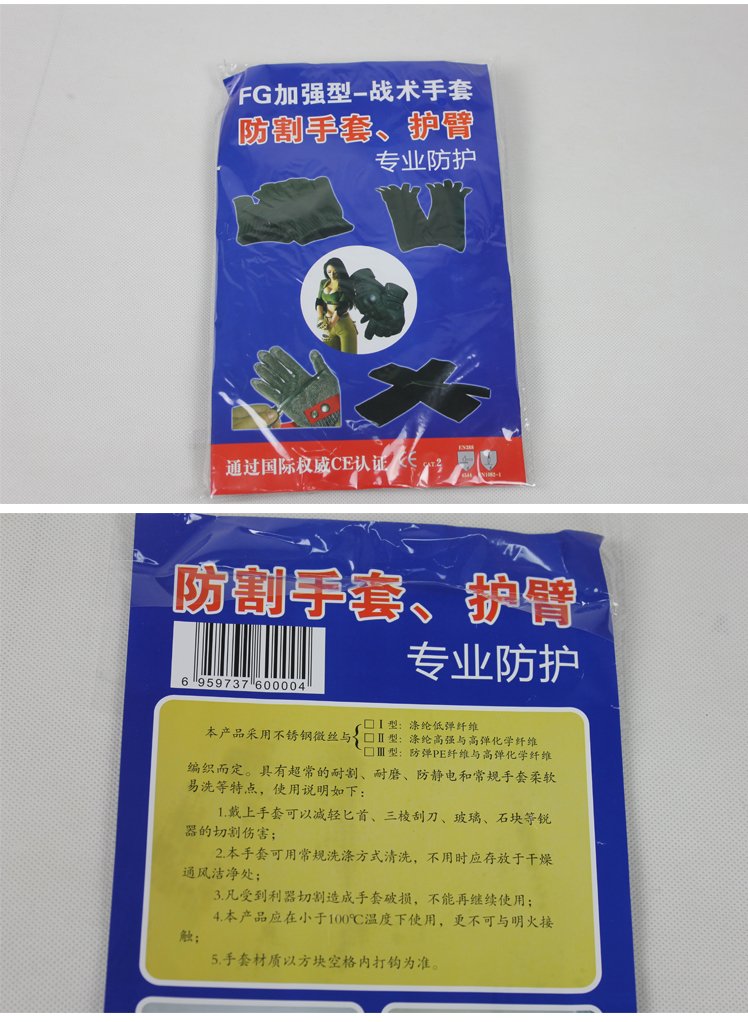 FG加强型-战术手套
防割手套、护臂
专业防护
通过国际权威CE认证 CE CAT.2
EN388
4544 EN1082-1
防割手套、护臂
6 959737 600004
专业防护
本产品采用不锈钢微丝与{
□Ⅰ型：涤纶低弹纤维
□Ⅱ型：涤纶高强与高弹化学纤维
□Ⅲ型：防弹PE纤维与高弹化学纤维
编织而定。具有超常的耐割、耐磨、防静电和常规手套柔软
易洗等特点，使用说明如下：
1.戴上手套可以减轻匕首、三棱刮刀、玻璃、石块等锐
器的切割伤害；
2.本手套可用常规洗涤方式清洗，不用时应存放于干燥
通风洁净处；
3.凡受到利器切割造成手套破损，不能再继续使用；
4.本产品应在小于100℃温度下使用，更不可与明火接
触；
5.手套材质以方块空格内打钩为准。